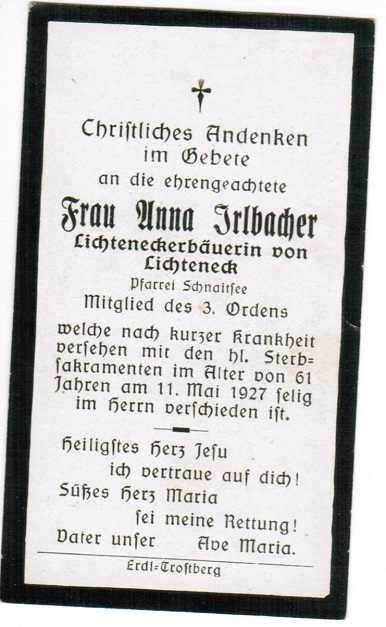 Chriſtliches Andenken
im Gebete
an die ehrengeachtete
Frau Anna Irlbacher
Lichteneckerbäuerin von
Lichteneck
Pfarrei Schnaitſee
Mitglied des 3. Ordens
welche nach kurzer Krankheit
verſehen mit den hl. Sterb-
ſakramenten im Alter von 61
Jahren am 11. Mai 1927 ſelig
im Herrn verſchieden iſt.
Heiligſtes Herz Jeſu
ich vertraue auf dich!
Süßes Herz Maria
ſei meine Rettung!
Vater unſer Ave Maria.
Erdl-Troſtberg